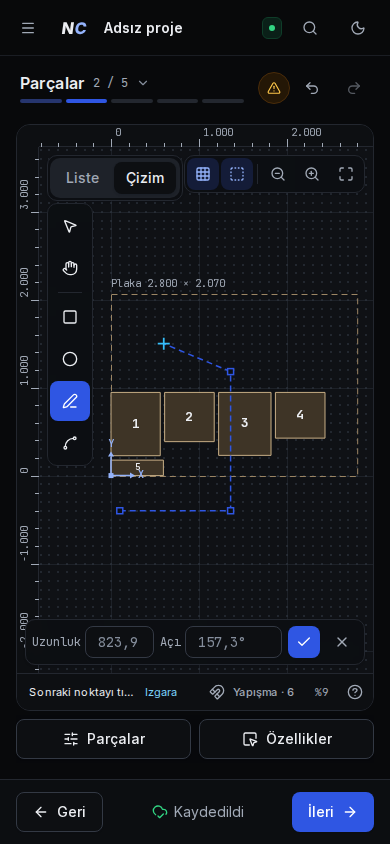 NC Adsız proje
Parçalar 2 / 5
0 1.000 2.000
Liste Çizim
3.000
2.000
1.000
0
-1.000
-2.000
Plaka 2.800 × 2.070
1 2 3 4
5
Y
X
Uzunluk 823,9 Açı 157,3°
Sonraki noktayı tı… Izgara Yapışma · 6 %9
Parçalar Özellikler
Geri Kaydedildi İleri